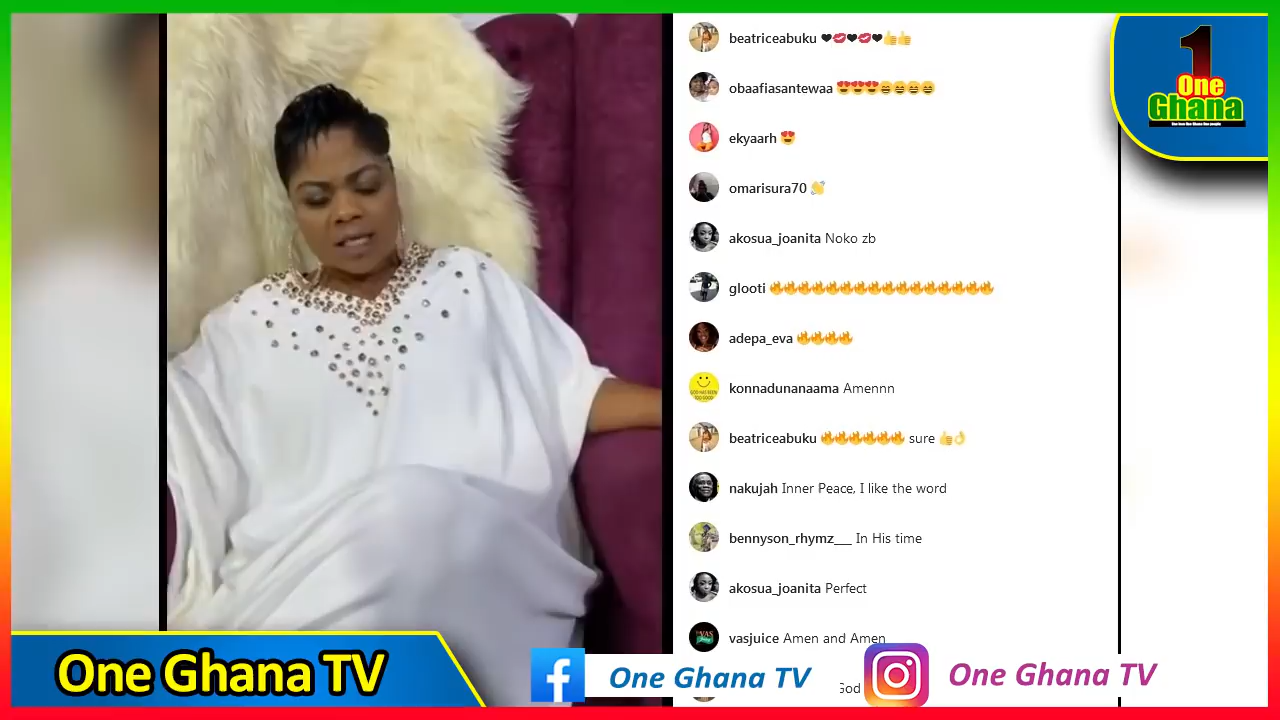 beatriceabuku ❤💋❤💋❤👍👍
obaafiasantewaa 😍😍😍😄😄😄😄
ekyaarh 😍
omarisura70 👏
akosua_joanita Noko zb
glooti 🔥🔥🔥🔥🔥🔥🔥🔥🔥🔥🔥🔥🔥🔥🔥🔥
adepa_eva 🔥🔥🔥🔥
konnadunanaama Amennn
beatriceabuku 🔥🔥🔥🔥🔥🔥 sure 👍👌
nakujah Inner Peace, I like the word
bennyson_rhymz___ In His time
akosua_joanita Perfect
vasjuice Amen and Amen
God
1
One
Ghana
One Ghana TV
One Ghana TV
One Ghana TV